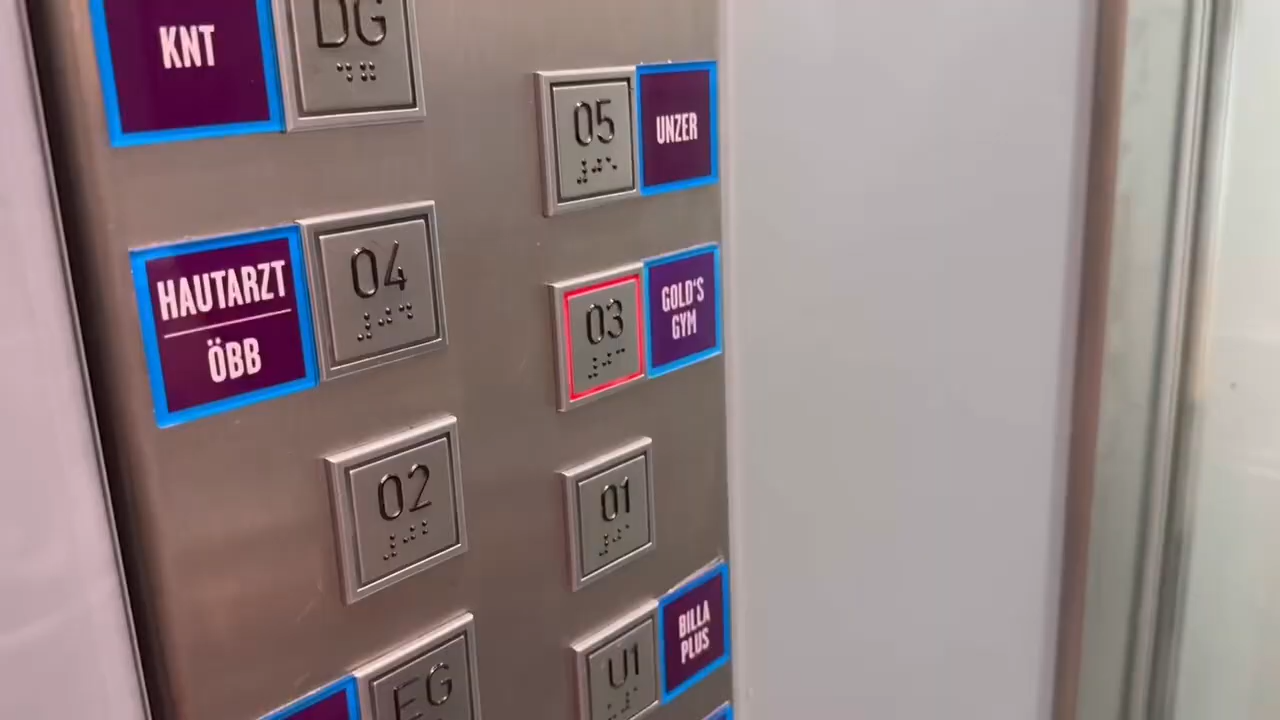 KNT
DG
05
UNZER
HAUTARZT
ÖBB
04
03
GOLD'S
GYM
02
01
EG
U1
BILLA
PLUS